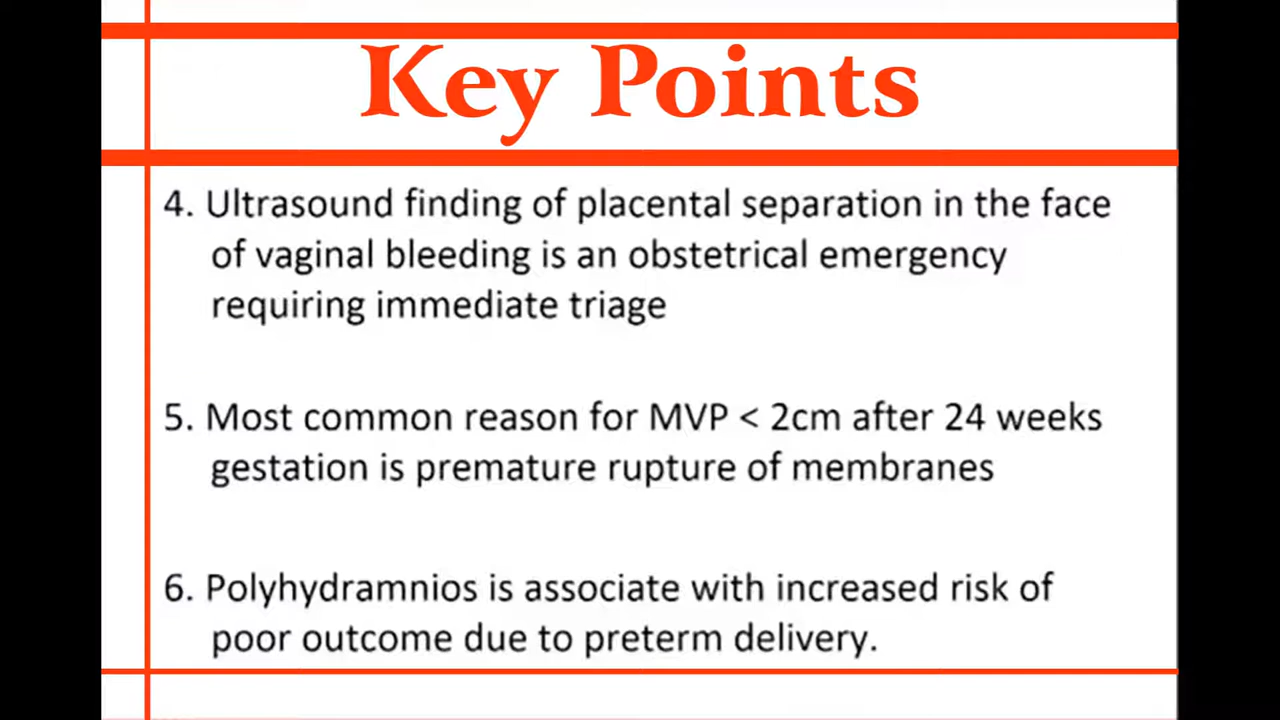 Key Points
4. Ultrasound finding of placental separation in the face
of vaginal bleeding is an obstetrical emergency
requiring immediate triage
5. Most common reason for MVP < 2cm after 24 weeks
gestation is premature rupture of membranes
6. Polyhydramnios is associate with increased risk of
poor outcome due to preterm delivery.